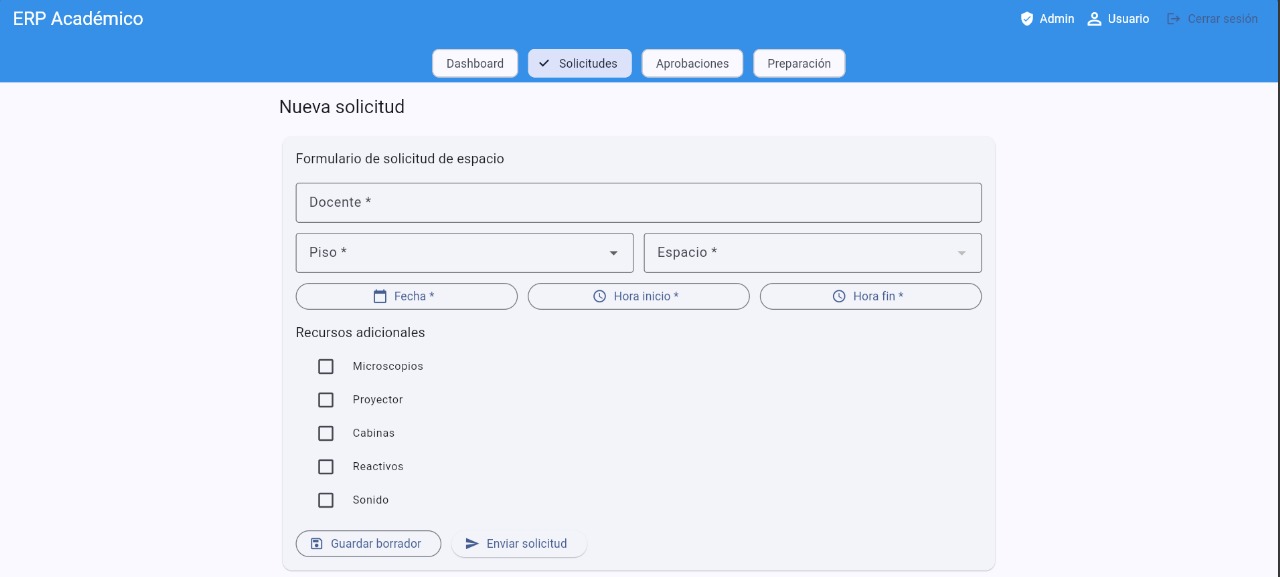 ERP Académico
Admin Usuario Cerrar sesión
Dashboard Solicitudes Aprobaciones Preparación
Nueva solicitud
Formulario de solicitud de espacio
Docente *
Piso * Espacio *
Fecha * Hora inicio * Hora fin *
Recursos adicionales
Microscopios
Proyector
Cabinas
Reactivos
Sonido
Guardar borrador Enviar solicitud